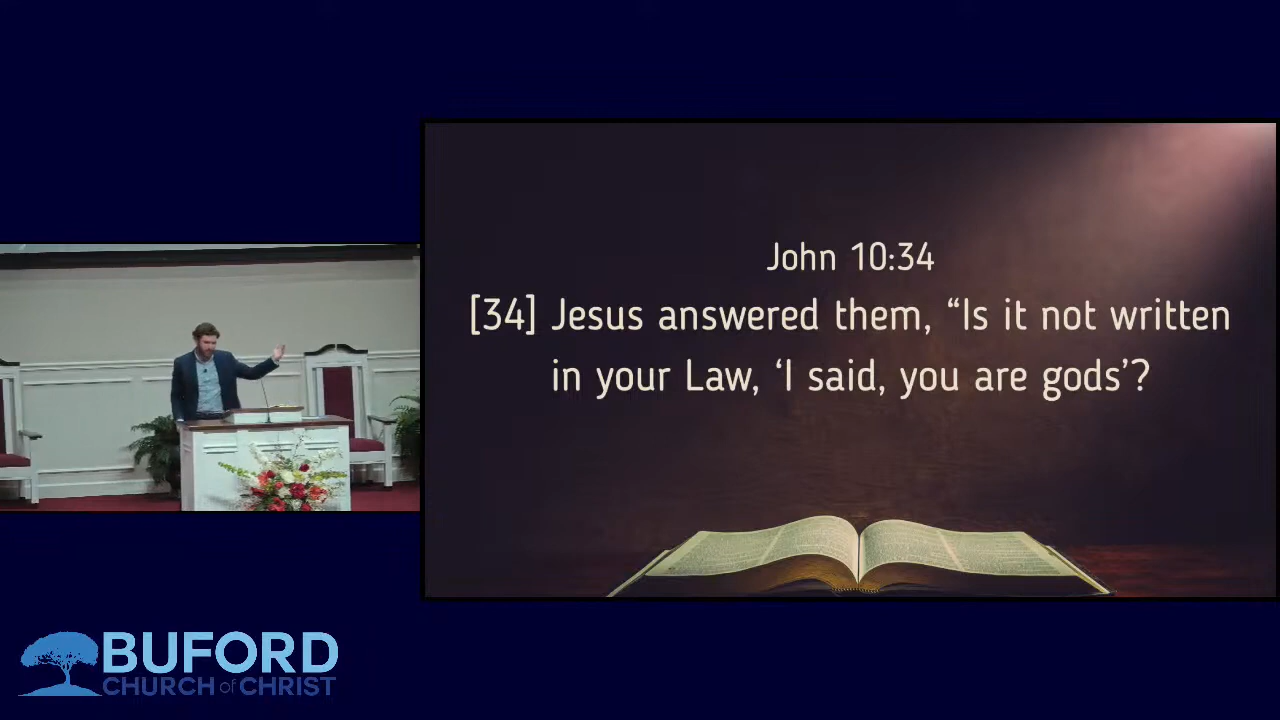 John 10:34
[34] Jesus answered them, “Is it not written
in your Law, ‘I said, you are gods’?
BUFORD
CHURCH of CHRIST